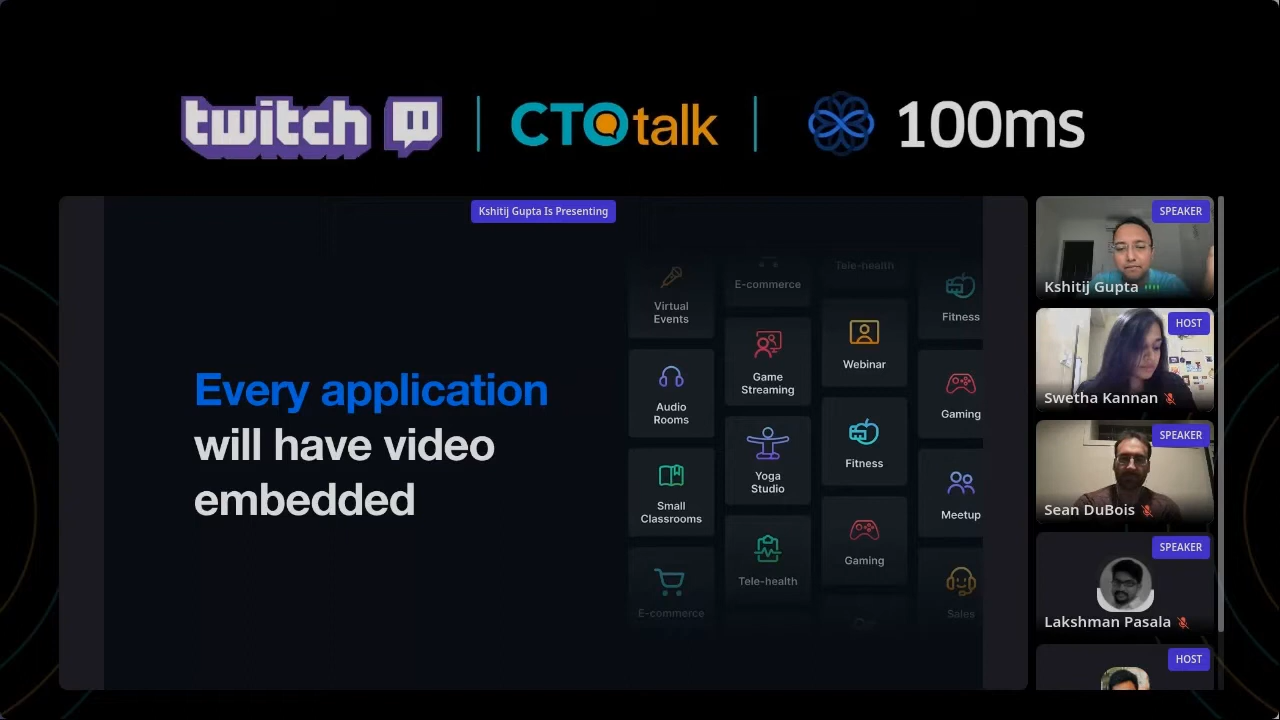 twitch
CTOtalk
100ms
Kshitij Gupta Is Presenting
Every application
will have video
embedded
Virtual
Events
Audio
Rooms
Small
Classrooms
E-commerce
E-commerce
Game
Streaming
Yoga
Studio
Tele-health
Tele-health
Webinar
Fitness
Gaming
Fitness
Gaming
Meetup
Sales
SPEAKER
Kshitij Gupta
HOST
Swetha Kannan
SPEAKER
Sean DuBois
SPEAKER
Lakshman Pasala
HOST